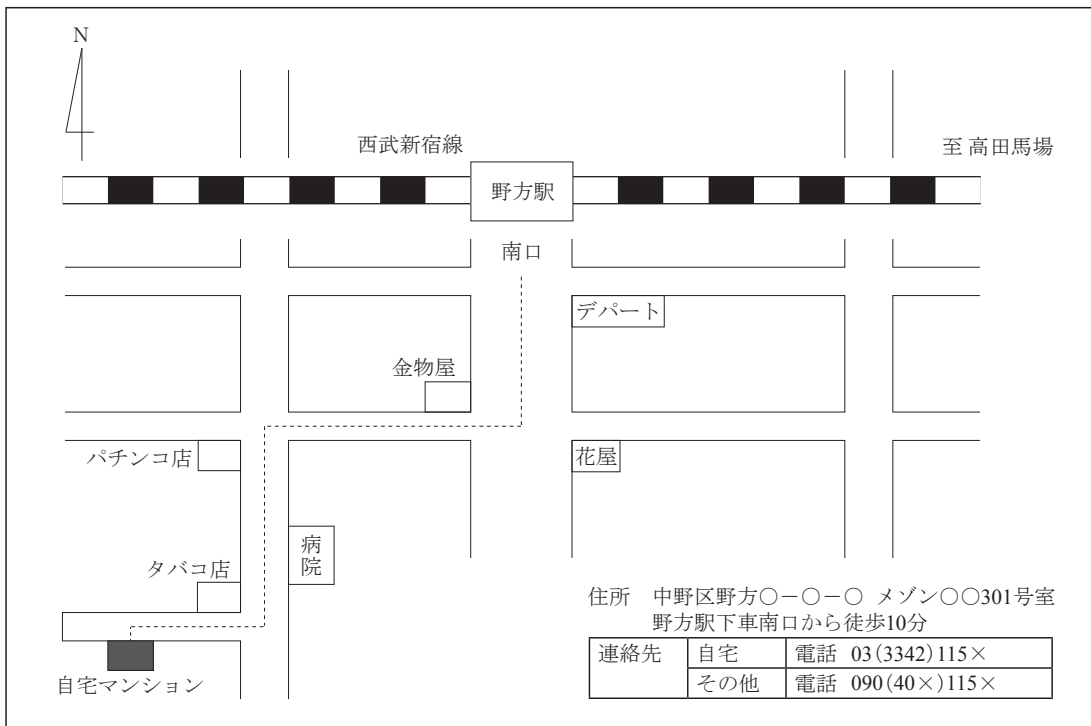 N
西武新宿線
至 高田馬場
野方駅
南口
デパート
金物屋
パチンコ店
花屋
病院
タバコ店
自宅マンション
住所 中野区野方○−○−○ メゾン○○301号室
野方駅下車南口から徒歩10分
連絡先 自宅 電話 03(3342)115×
その他 電話 090(40×)115×